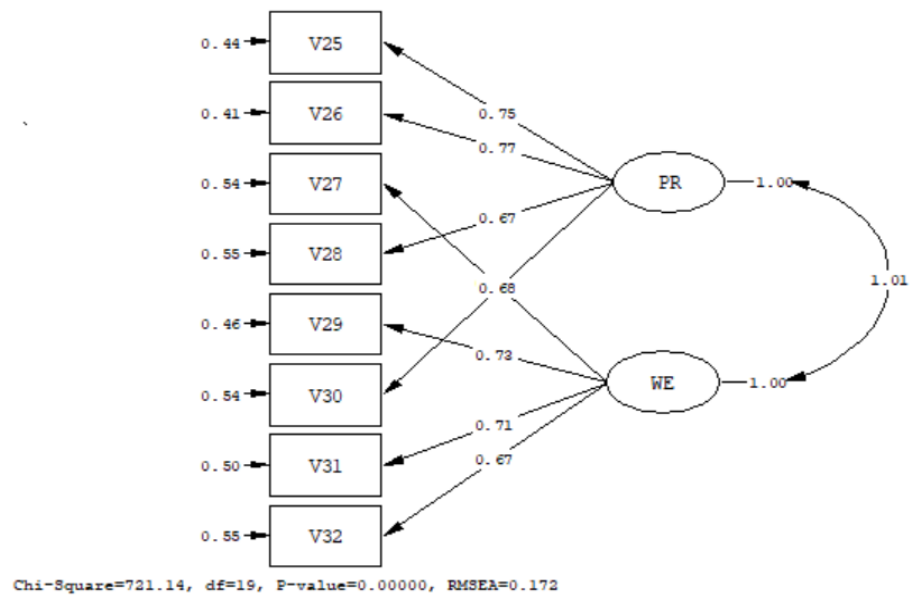 0.44 V25
0.75
0.41 V26
0.77
0.54 V27
PR 1.00
0.67
0.55 V28
1.01
0.68
0.46 V29
0.73
WE 1.00
0.54 V30
0.71
0.50 V31
0.67
0.55 V32
Chi-Square=721.14, df=19, P-value=0.00000, RMSEA=0.172